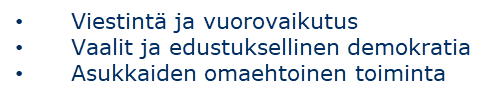 • Viestintä ja vuorovaikutus
• Vaalit ja edustuksellinen demokratia
• Asukkaiden omaehtoinen toiminta